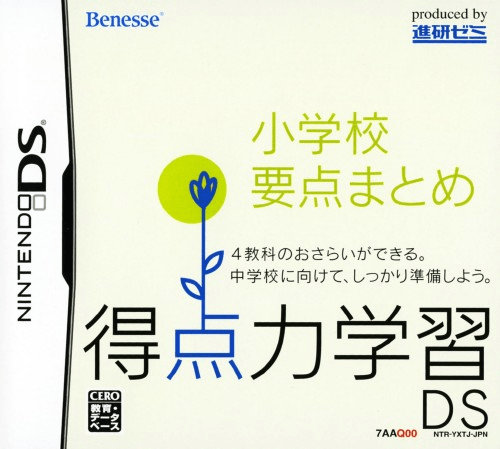 Benesse®
produced by
進研ゼミ
NINTENDO DS®
小学校
要点まとめ
4教科のおさらいができる。
中学校に向けて、しっかり準備しよう。
得点力学習
DS
CERO
教育・
データ
ベース
7AAQ00
NTR-YXTJ-JPN